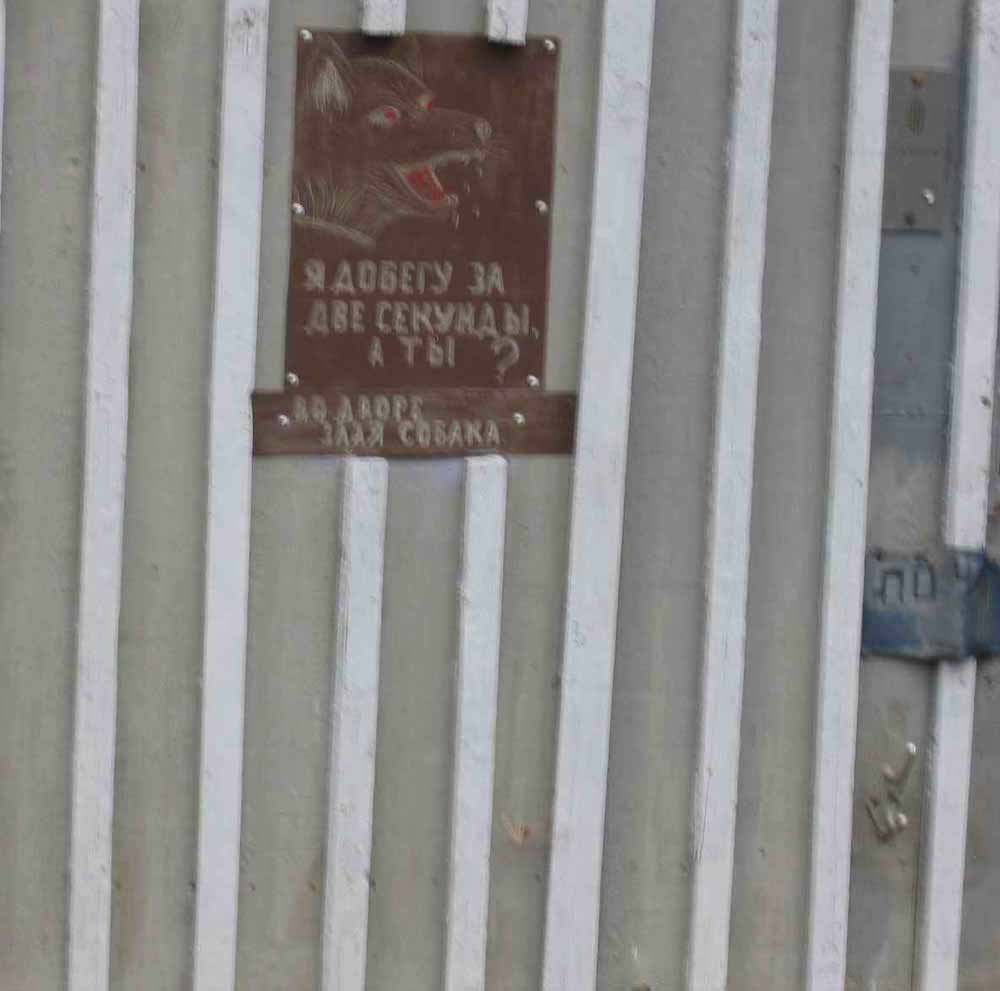 Я ДОБЕГУ ЗА
ДВЕ СЕКУНДЫ,
А ТЫ ?
ВО ДВОРЕ
ЗЛАЯ СОБАКА